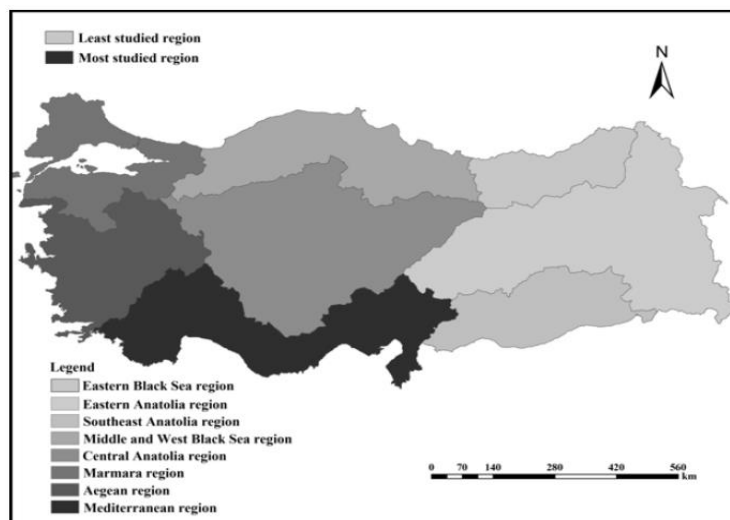 Least studied region
Most studied region
N
Legend
Eastern Black Sea region
Eastern Anatolia region
Southeast Anatolia region
Middle and West Black Sea region
Central Anatolia region
Marmara region
Aegean region
Mediterranean region
0 70 140 280 420 560
km